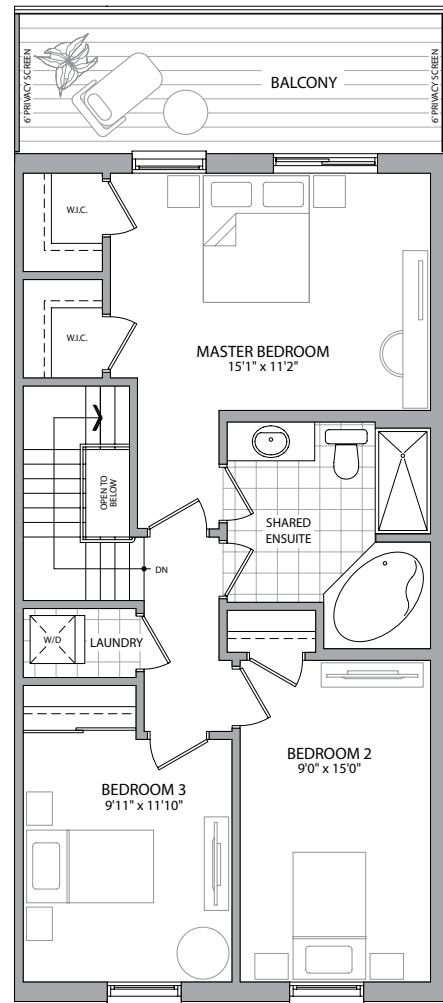 BALCONY
6' PRIVACY SCREEN
6' PRIVACY SCREEN
W.I.C.
W.I.C.
MASTER BEDROOM
15'1" x 11'2"
OPEN TO
BELOW
SHARED
ENSUITE
DN
W/D
LAUNDRY
BEDROOM 2
9'0" x 15'0"
BEDROOM 3
9'11" x 11'10"